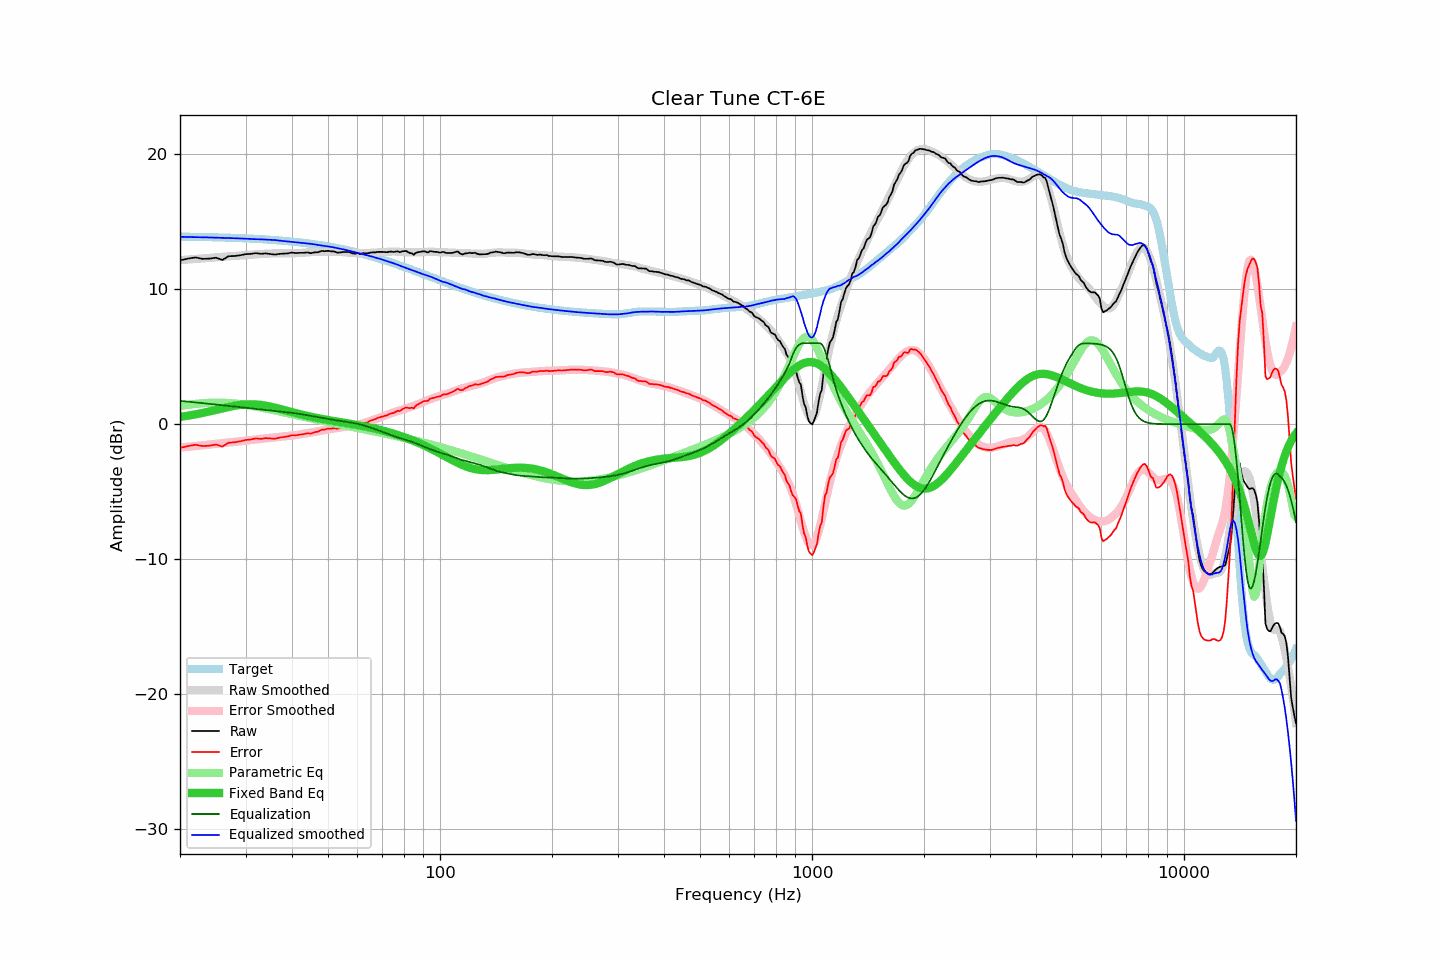 Clear Tune CT-6E
20
10
0
−10
−20
−30
Amplitude (dBr)
Target
Raw Smoothed
Error Smoothed
Raw
Error
Parametric Eq
Fixed Band Eq
Equalization
Equalized smoothed
100
1000
10000
Frequency (Hz)